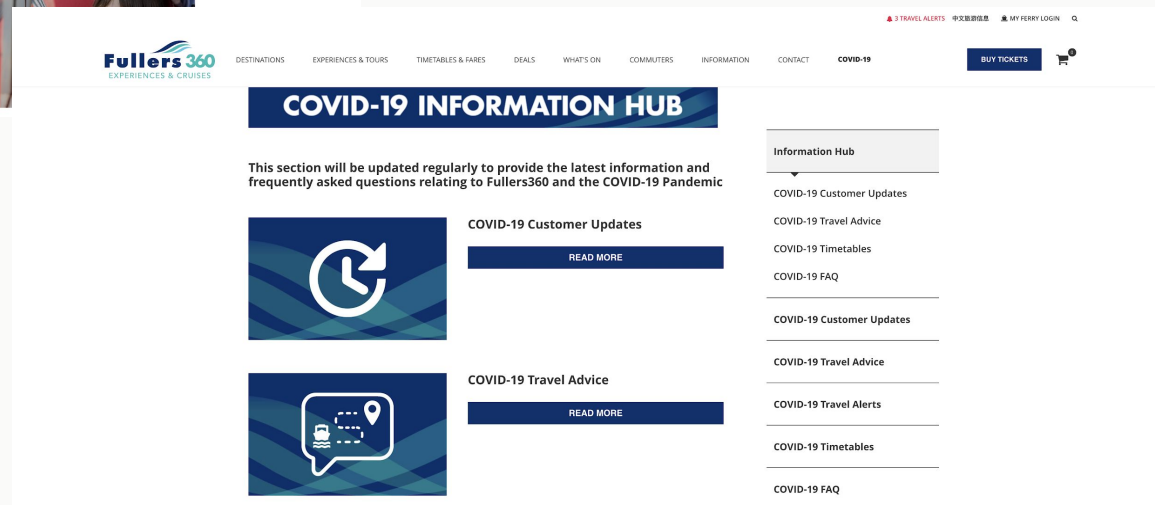 3 TRAVEL ALERTS 中文旅游信息 MY FERRY LOGIN
Fullers 360
EXPERIENCES & CRUISES
DESTINATIONS EXPERIENCES & TOURS TIMETABLES & FARES DEALS WHAT'S ON COMMUTERS INFORMATION CONTACT COVID-19 BUY TICKETS
COVID-19 INFORMATION HUB
This section will be updated regularly to provide the latest information and
frequently asked questions relating to Fullers360 and the COVID-19 Pandemic
COVID-19 Customer Updates
READ MORE
COVID-19 Travel Advice
READ MORE
Information Hub
COVID-19 Customer Updates
COVID-19 Travel Advice
COVID-19 Timetables
COVID-19 FAQ
COVID-19 Customer Updates
COVID-19 Travel Advice
COVID-19 Travel Alerts
COVID-19 Timetables
COVID-19 FAQ